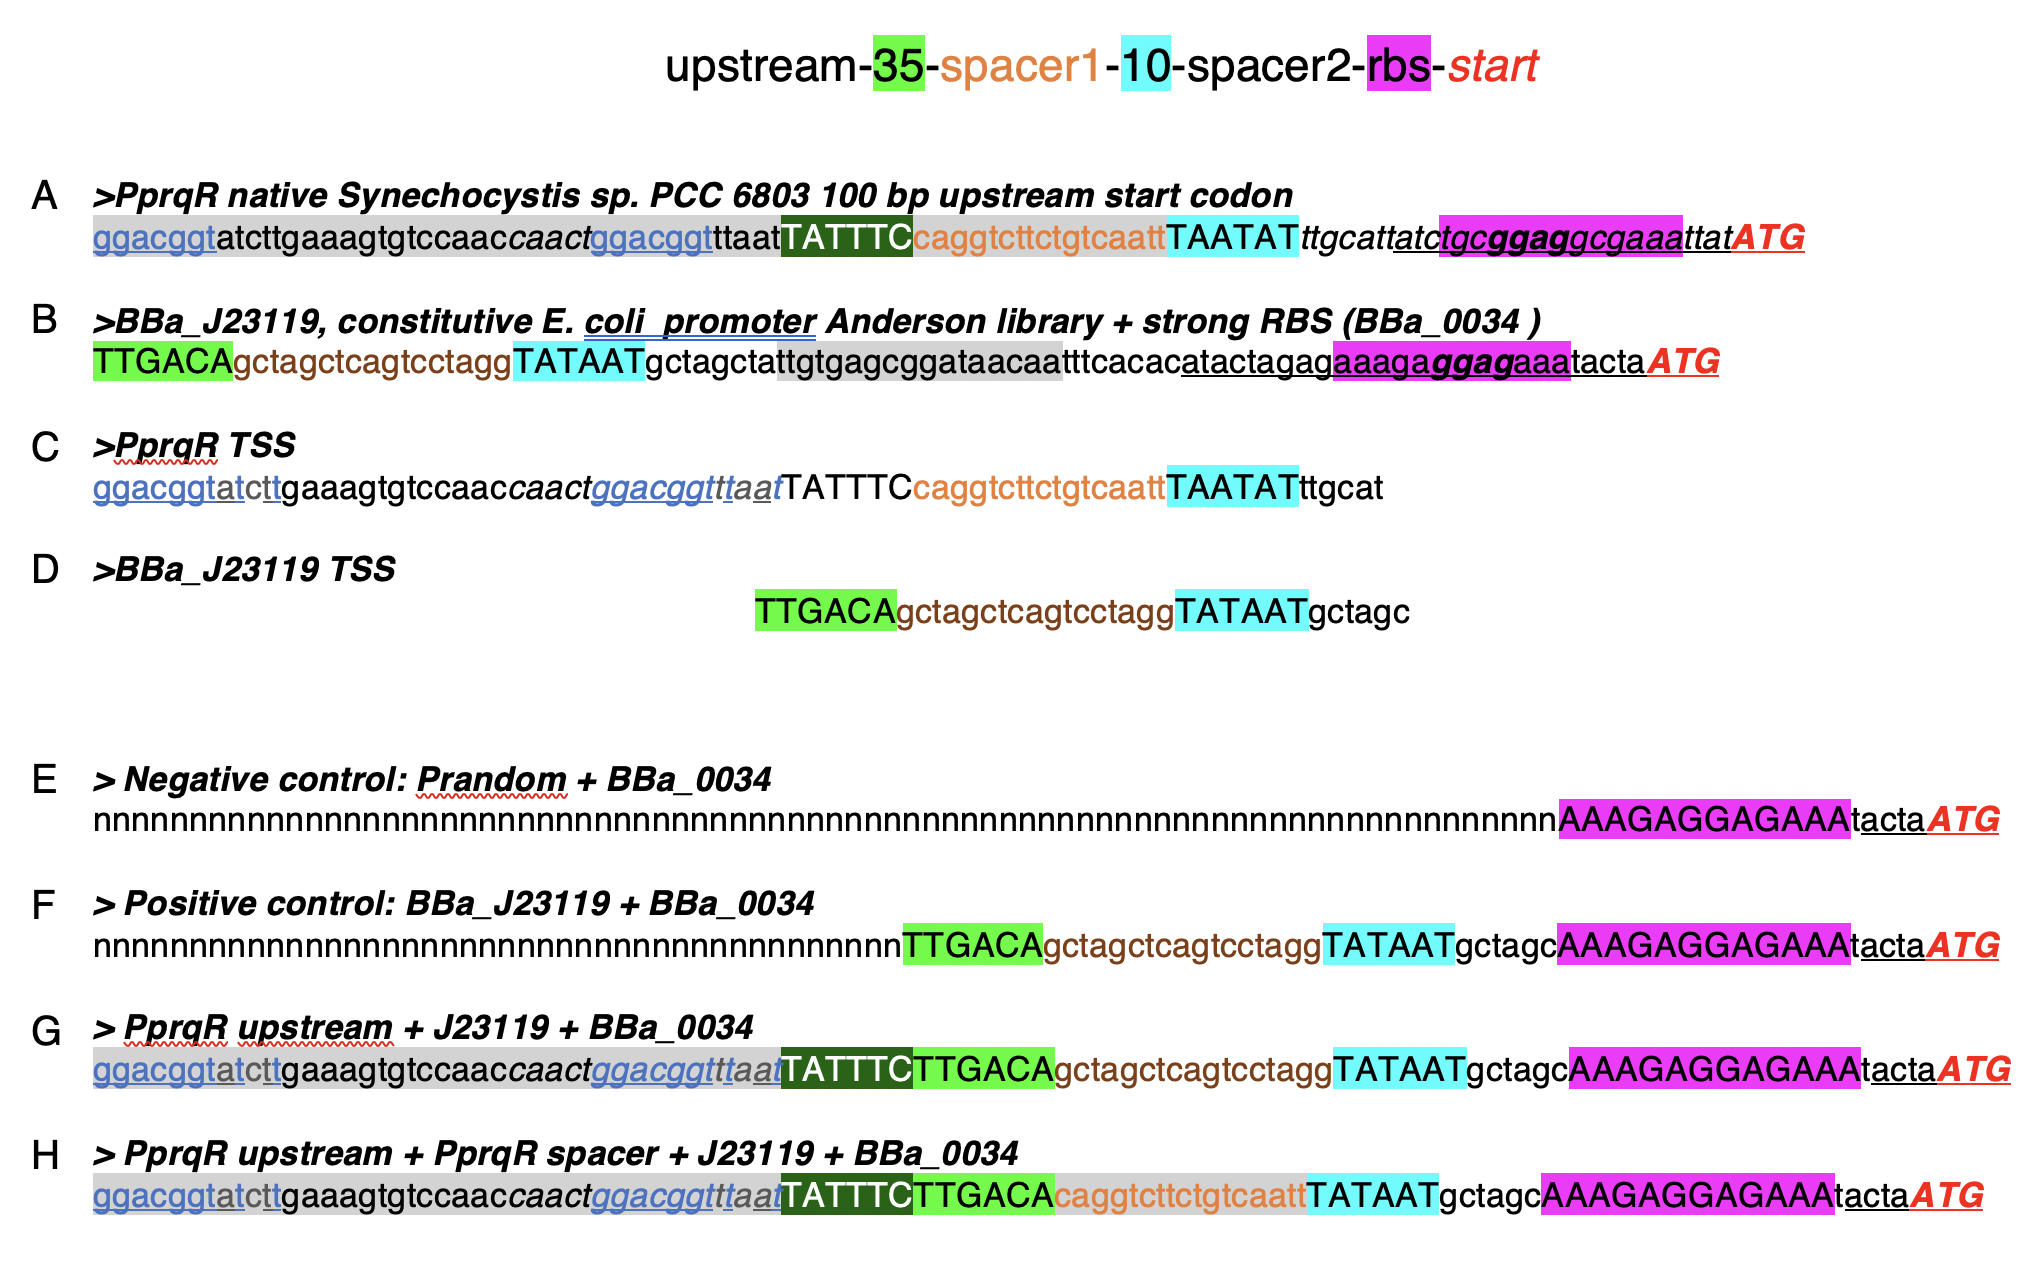 upstream-35-spacer1-10-spacer2-rbs-start
A >PprqR native Synechocystis sp. PCC 6803 100 bp upstream start codon
ggacggtatcttgaaagtgtccaaccaactggacggtttaatTATTTCcaggtcttctgtcaattTAATATttgcattatctgcggaggcgaaattatATG
B >BBa_J23119, constitutive E. coli promoter Anderson library + strong RBS (BBa_0034 )
TTGACAgctagctcagtcctaggTATAATgctagctattgtgagcggataacaatttcacacatactagagaaagaggagaaatactaATG
C >PprqR TSS
ggacggtatcttgaaagtgtccaaccaactggacggtttaatTATTTCcaggtcttctgtcaattTAATATttgcat
D >BBa_J23119 TSS
TTGACAgctagctcagtcctaggTATAATgctagc
E > Negative control: Prandom + BBa_0034
nnnnnnnnnnnnnnnnnnnnnnnnnnnnnnnnnnnnnnnnnnnnnnnnnnnnnnnnnnnnnnnnnnnnnnnnnnnnAAAGAGGAGAAAtactaATG
F > Positive control: BBa_J23119 + BBa_0034
nnnnnnnnnnnnnnnnnnnnnnnnnnnnnnnnnnnnnnnnnnTTGACAgctagctcagtcctaggTATAATgctagcAAAGAGGAGAAAtactaATG
G > PprqR upstream + J23119 + BBa_0034
ggacggtatcttgaaagtgtccaaccaactggacggtttaatTATTTCTTGACAgctagctcagtcctaggTATAATgctagcAAAGAGGAGAAAtactaATG
H > PprqR upstream + PprqR spacer + J23119 + BBa_0034
ggacggtatcttgaaagtgtccaaccaactggacggtttaatTATTTCTTGACAcaggtcttctgtcaattTATAATgctagcAAAGAGGAGAAAtactaATG